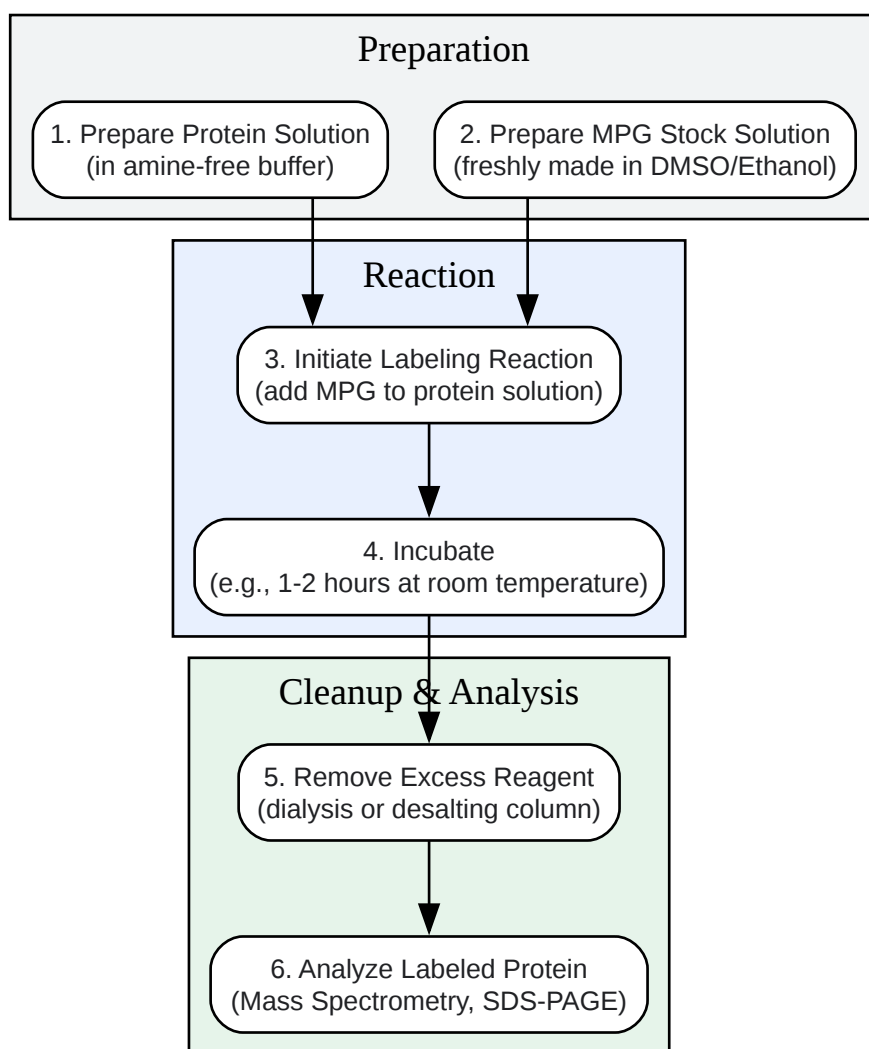 Preparation
1. Prepare Protein Solution
(in amine-free buffer)
2. Prepare MPG Stock Solution
(freshly made in DMSO/Ethanol)
Reaction
3. Initiate Labeling Reaction
(add MPG to protein solution)
4. Incubate
(e.g., 1-2 hours at room temperature)
Cleanup & Analysis
5. Remove Excess Reagent
(dialysis or desalting column)
6. Analyze Labeled Protein
(Mass Spectrometry, SDS-PAGE)